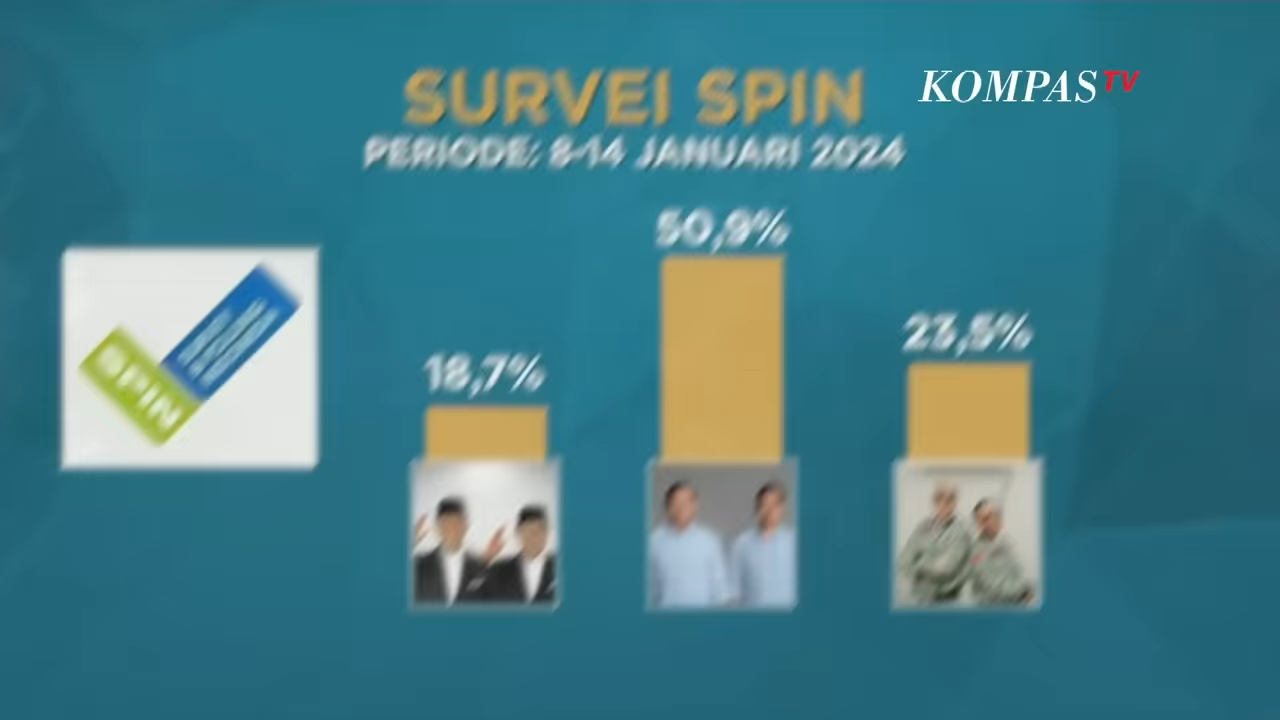 SURVEI SPIN
KOMPAS TV
PERIODE: 8-14 JANUARI 2024
50,9%
23,5%
18,7%
SPIN